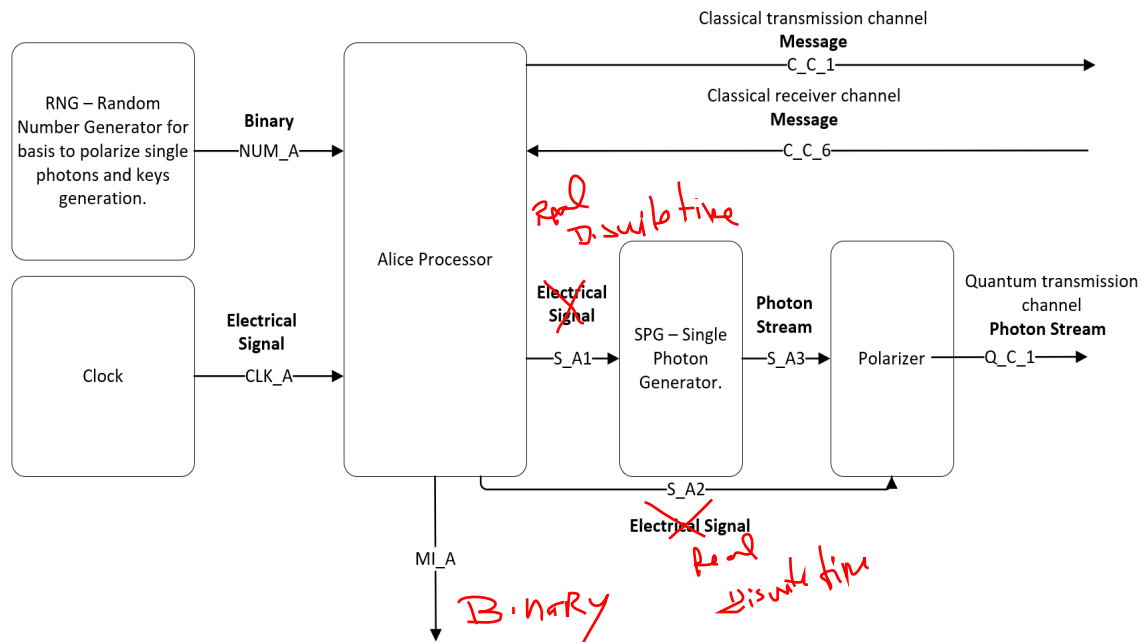 Classical transmission channel
Message
C_C_1
Classical receiver channel
Message
C_C_6
RNG – Random
Number Generator for
basis to polarize single
photons and keys
generation.
Binary
NUM_A
Alice Processor
Real
Discrete time
Electrical
Signal
S_A1
SPG – Single
Photon
Generator.
Photon
Stream
S_A3
Polarizer
Quantum transmission
channel
Photon Stream
Q_C_1
Clock
Electrical
Signal
CLK_A
S_A2
Electrical Signal
Real
Discrete time
MI_A
BinaRy